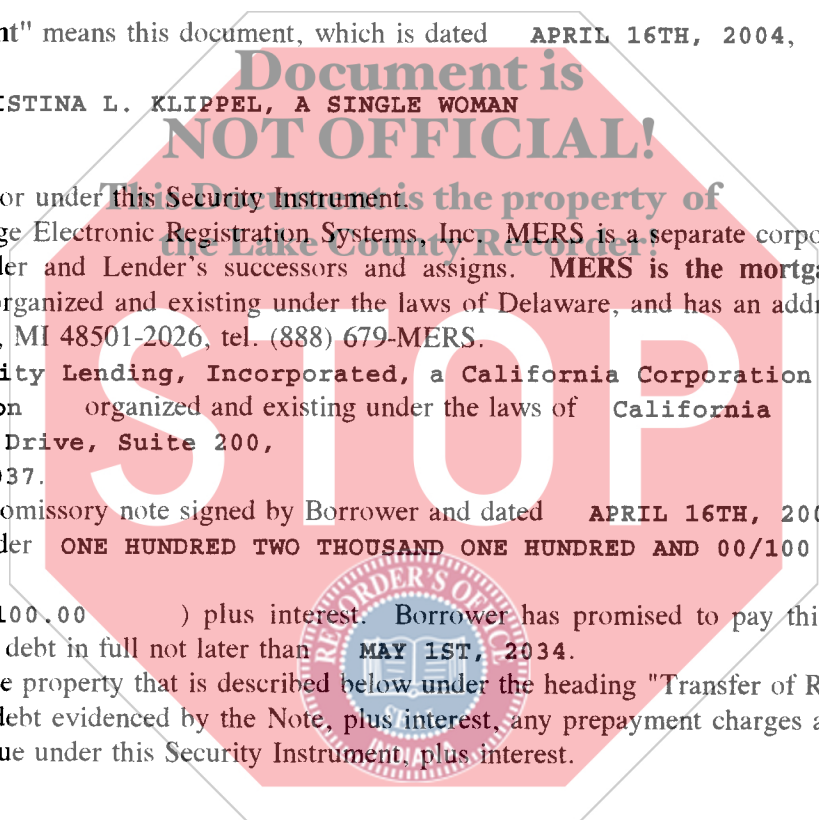 nt" means this document, which is dated APRIL 16TH, 2004,
Document is
ISTINA L. KLIPPEL, A SINGLE WOMAN
NOT OFFICIAL!
or under this Security Instrument.
This Document is the property of
ge Electronic Registration Systems, Inc. MERS is a separate corpo
the Lake County Recorder!
der and Lender's successors and assigns. MERS is the mortga
rganized and existing under the laws of Delaware, and has an addr
, MI 48501-2026, tel. (888) 679-MERS.
ity Lending, Incorporated, a California Corporation
on organized and existing under the laws of California
Drive, Suite 200,
037.
STOP
omissory note signed by Borrower and dated APRIL 16TH, 200
der ONE HUNDRED TWO THOUSAND ONE HUNDRED AND 00/100
RECORDER'S OFFICE
100.00 ) plus interest. Borrower has promised to pay thi
debt in full not later than MAY 1ST, 2034.
e property that is described below under the heading "Transfer of R
debt evidenced by the Note, plus interest, any prepayment charges a
SEAL
ue under this Security Instrument, plus interest.
INDIANA